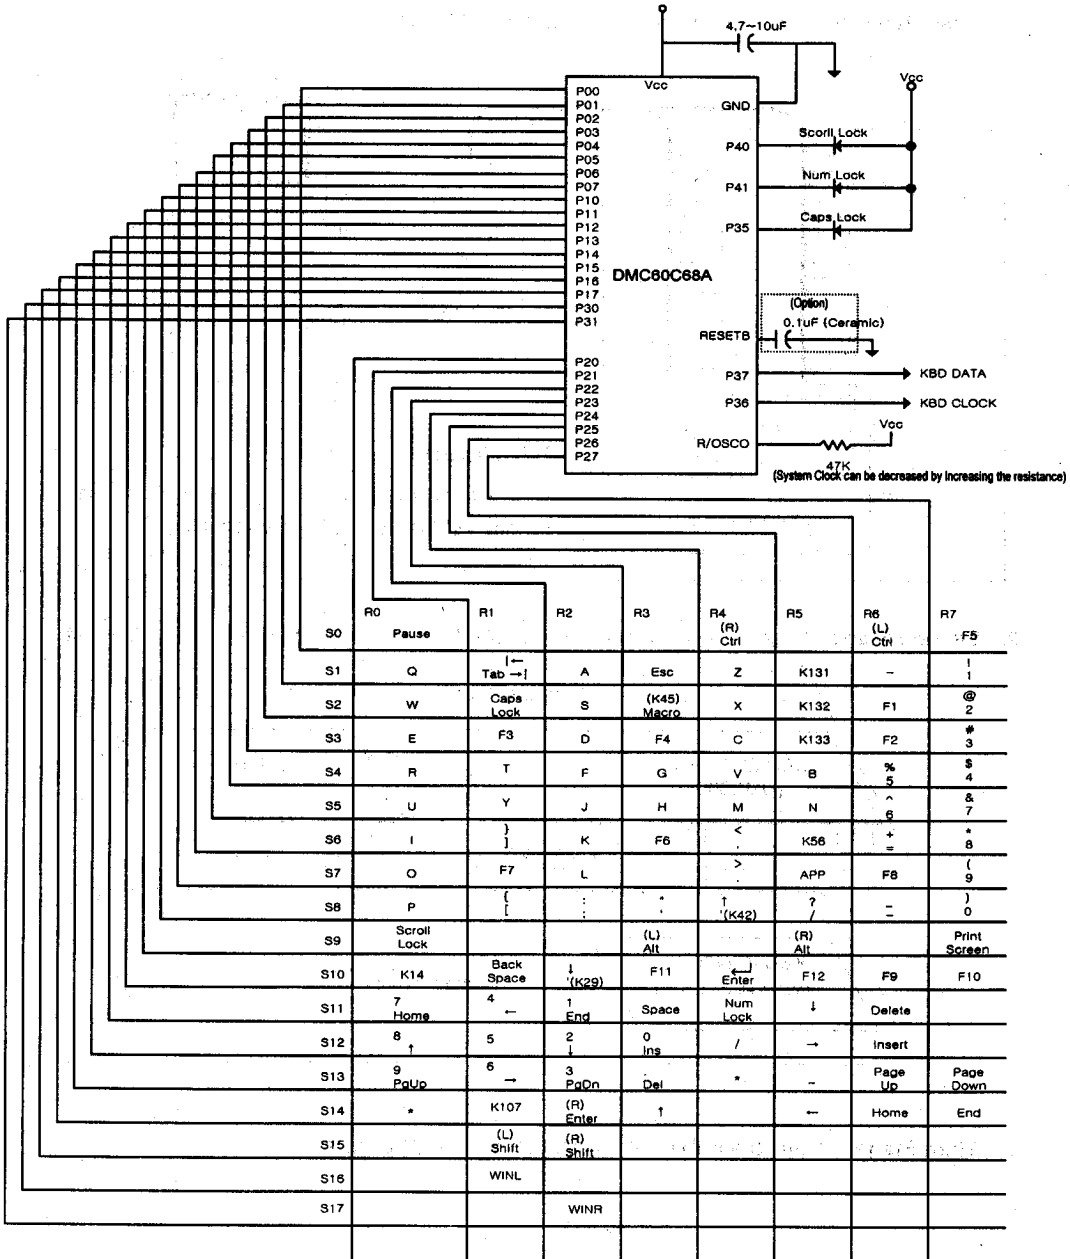 4.7~10uF
Vcc
Vcc
P00
P01
P02
P03
P04
P05
P06
P07
P10
P11
P12
P13
P14
P15
P16
P17
P30
P31
P20
P21
P22
P23
P24
P25
P26
P27
DMC60C68A
GND
P40
P41
P35
RESETB
P37
P36
R/OSCO
Scorll Lock
Num Lock
Caps Lock
(Option)
0.1uF (Ceramic)
KBD DATA
KBD CLOCK
Vcc
47K
(System Clock can be decreased by Increasing the resistance)
R0 R1 R2 R3 R4 R5 R6 R7
S0 Pause (R) Ctrl (L) Ctrl F5
S1 Q |← Tab →| A Esc Z K131 ~ ! 1
S2 W Caps Lock S (K45) Macro X K132 F1 @ 2
S3 E F3 D F4 C K133 F2 # 3
S4 R T F G V B % 5 $ 4
S5 U Y J H M N ^ 6 & 7
S6 I } ] K F6 < , K56 + = * 8
S7 O F7 L > . APP F8 ( 9
S8 P { [ : ; " ' ↑ '(K42) ? / _ – ) 0
S9 Scroll Lock (L) Alt (R) Alt Print Screen
S10 K14 Back Space ↓ '(K29) F11 ↵ Enter F12 F9 F10
S11 7 Home 4 ← 1 End Space Num Lock ↓ Delete
S12 8 ↑ 5 2 ↓ 0 Ins / → Insert
S13 9 PgUp 6 → 3 PgDn . Del * – Page Up Page Down
S14 * K107 (R) Enter ↑ ← Home End
S15 (L) Shift (R) Shift
S16 WINL
S17 WINR